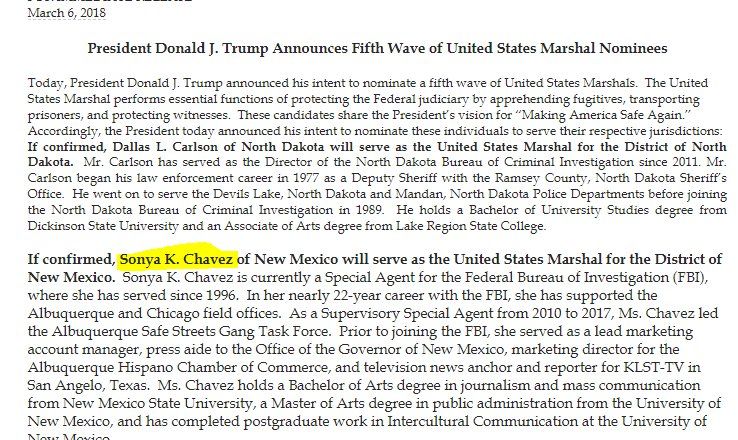 March 6, 2018
President Donald J. Trump Announces Fifth Wave of United States Marshal Nominees
Today, President Donald J. Trump announced his intent to nominate a fifth wave of United States Marshals. The United
States Marshal performs essential functions of protecting the Federal judiciary by apprehending fugitives, transporting
prisoners, and protecting witnesses. These candidates share the President's vision for "Making America Safe Again."
Accordingly, the President today announced his intent to nominate these individuals to serve their respective jurisdictions:
If confirmed, Dallas L. Carlson of North Dakota will serve as the United States Marshal for the District of North
Dakota. Mr. Carlson has served as the Director of the North Dakota Bureau of Criminal Investigation since 2011. Mr.
Carlson began his law enforcement career in 1977 as a Deputy Sheriff with the Ramsey County, North Dakota Sheriff's
Office. He went on to serve the Devils Lake, North Dakota and Mandan, North Dakota Police Departments before joining
the North Dakota Bureau of Criminal Investigation in 1989. He holds a Bachelor of University Studies degree from
Dickinson State University and an Associate of Arts degree from Lake Region State College.
If confirmed, Sonya K. Chavez of New Mexico will serve as the United States Marshal for the District of
New Mexico. Sonya K. Chavez is currently a Special Agent for the Federal Bureau of Investigation (FBI),
where she has served since 1996. In her nearly 22-year career with the FBI, she has supported the
Albuquerque and Chicago field offices. As a Supervisory Special Agent from 2010 to 2017, Ms. Chavez led
the Albuquerque Safe Streets Gang Task Force. Prior to joining the FBI, she served as a lead marketing
account manager, press aide to the Office of the Governor of New Mexico, marketing director for the
Albuquerque Hispano Chamber of Commerce, and television news anchor and reporter for KLST-TV in
San Angelo, Texas. Ms. Chavez holds a Bachelor of Arts degree in journalism and mass communication
from New Mexico State University, a Master of Arts degree in public administration from the University of
New Mexico, and has completed postgraduate work in Intercultural Communication at the University of
New Mexico